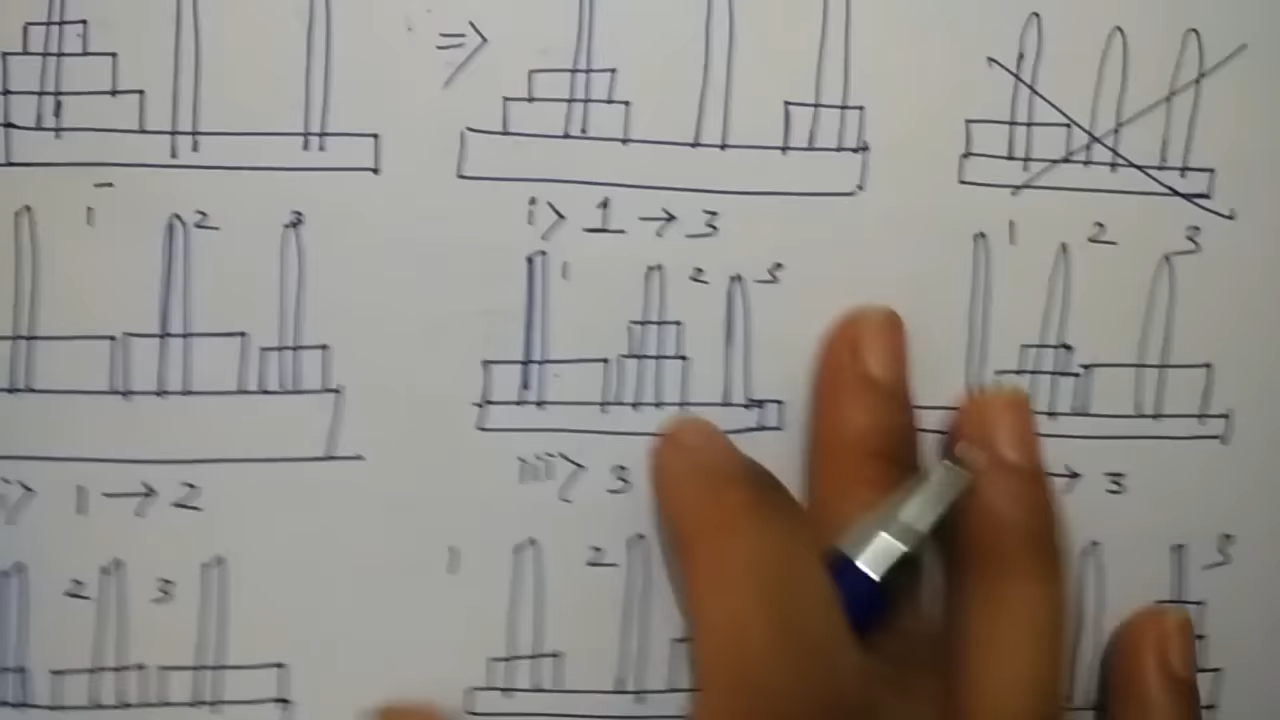 =>
1 2 3
i> 1 → 3
1 2 3
1 2 3
i> 1 → 2
iii> 3
→ 3
2 3
1 2
3